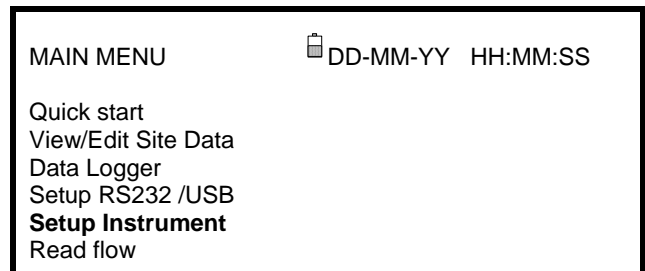 MAIN MENU DD-MM-YY HH:MM:SS
Quick start
View/Edit Site Data
Data Logger
Setup RS232 /USB
Setup Instrument
Read flow